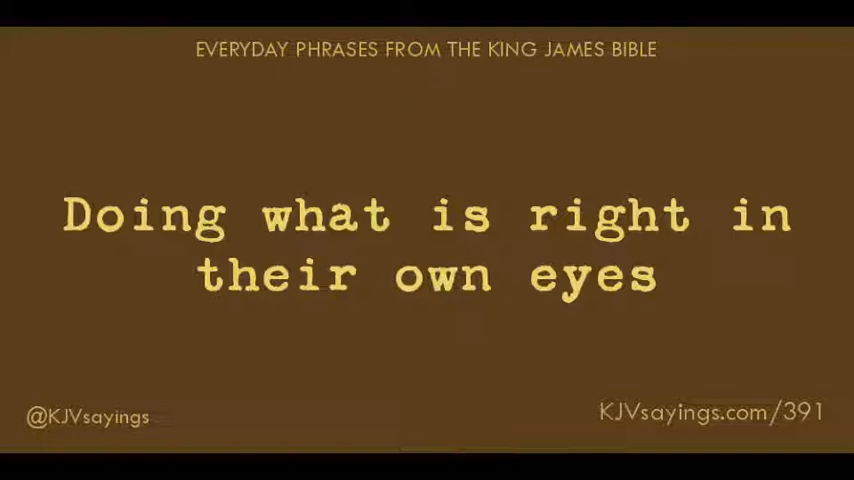 EVERYDAY PHRASES FROM THE KING JAMES BIBLE
Doing what is right in
their own eyes
@KJVsayings
KJVsayings.com/391